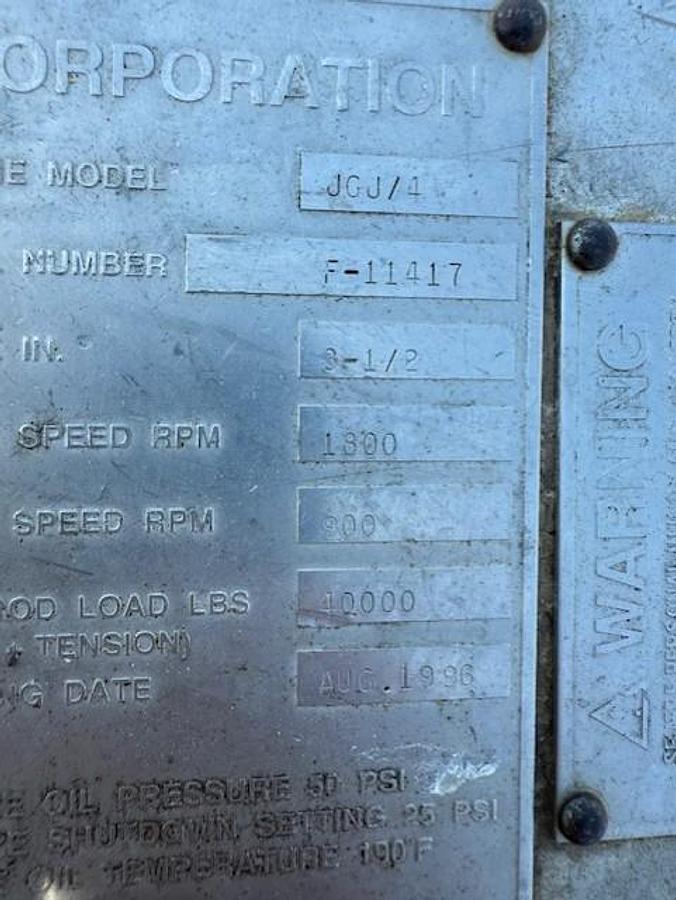 ORPORATION
E MODEL JGJ/4
NUMBER F-11417
IN. 3-1/2
SPEED RPM 1800
SPEED RPM 900
ROD LOAD LBS 40000
TENSION)
NG DATE AUG. 1996
OIL PRESSURE 50 PSI
SHUTDOWN SETTING 25 PSI
OIL TEMPERATURE 190°F
WARNING